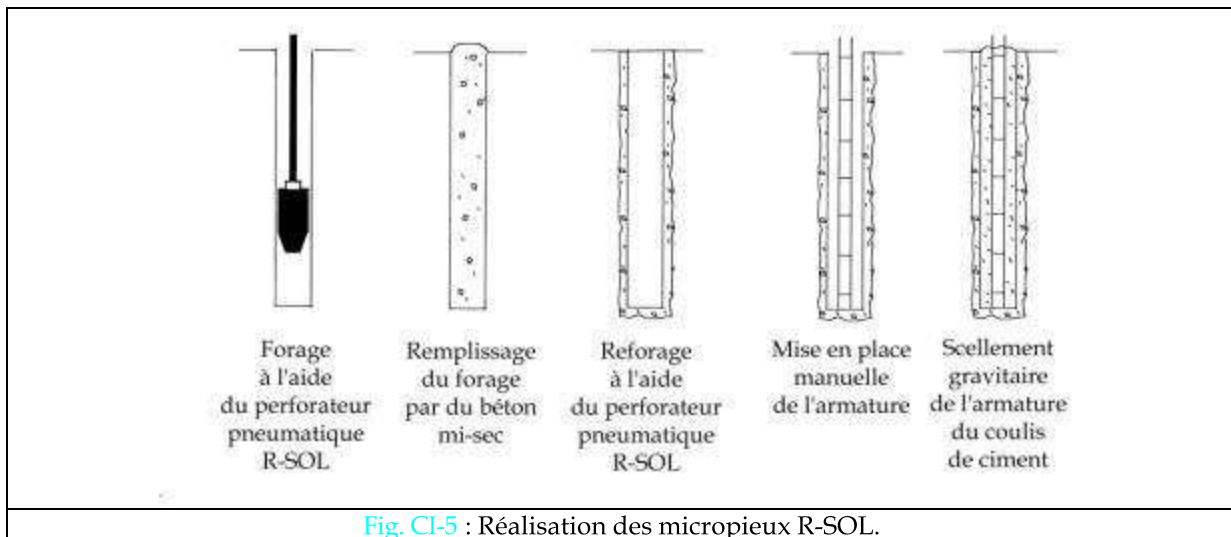 Forage
à l'aide
du perforateur
pneumatique
R-SOL
Remplissage
du forage
par du béton
mi-sec
Reforage
à l'aide
du perforateur
pneumatique
R-SOL
Mise en place
manuelle
de l'armature
Scellement
gravitaire
de l'armature
du coulis
de ciment
Fig. CI-5 : Réalisation des micropieux R-SOL.